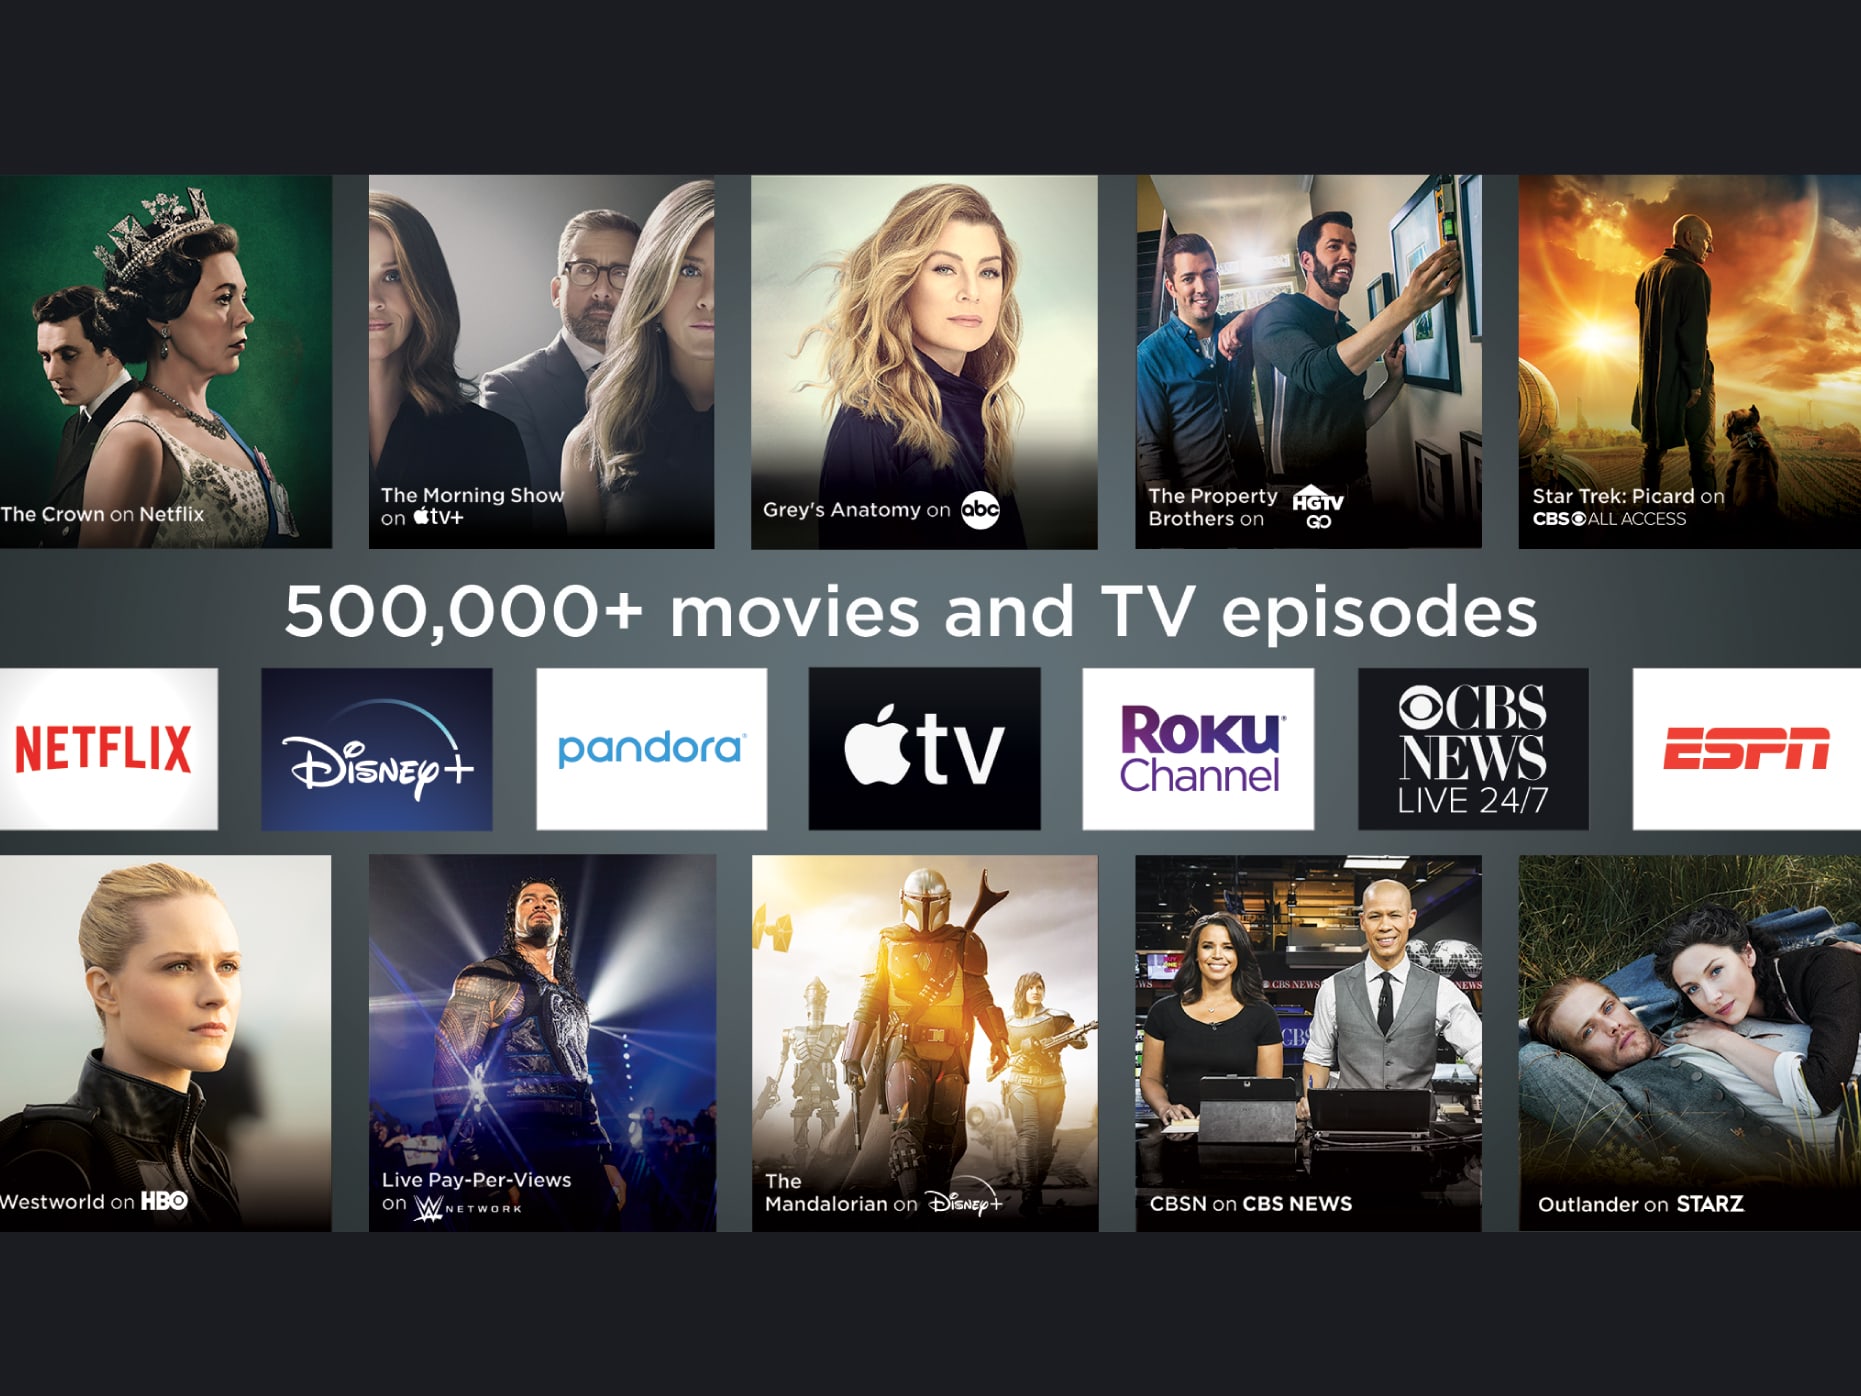 The Crown on Netflix
The Morning Show
on tv+
Grey's Anatomy on abc
The Property
Brothers on HGTV
GO
Star Trek: Picard on
CBS ALL ACCESS
500,000+ movies and TV episodes
NETFLIX
Disney+
pandora
tv
Roku
Channel
CBS
NEWS
LIVE 24/7
ESPN
Westworld on HBO
Live Pay-Per-Views
on W NETWORK
The
Mandalorian on Disney+
CBS NEWS
CBS
CBSN on CBS NEWS
Outlander on STARZ